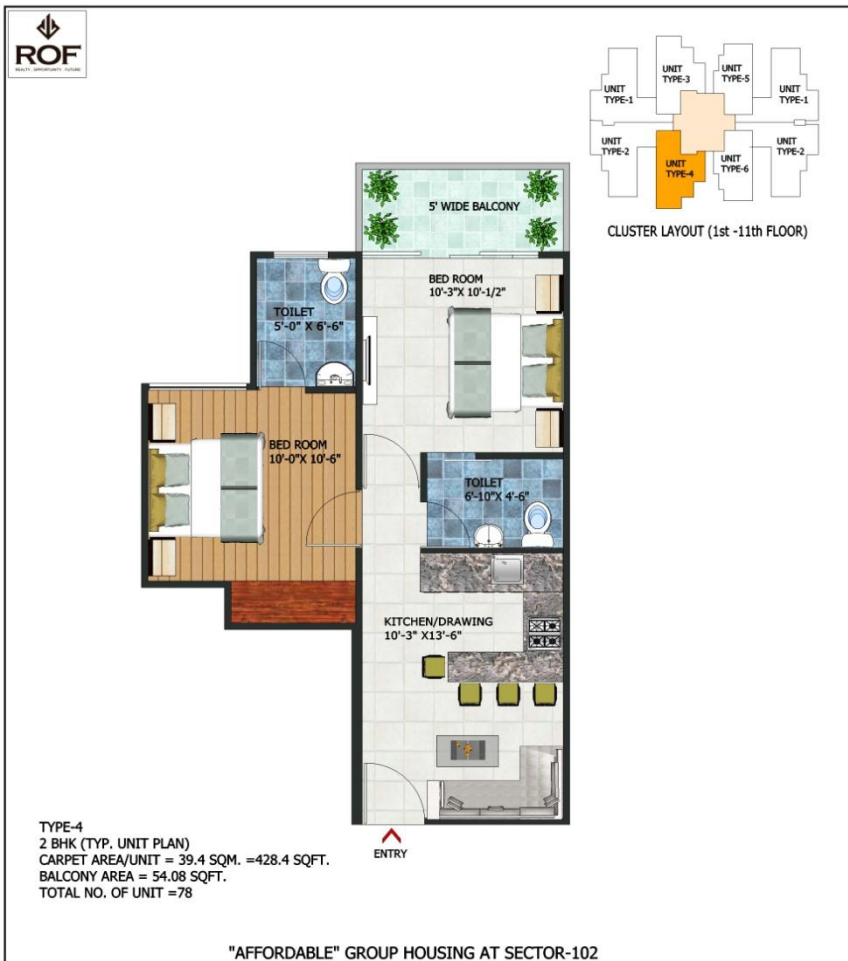 ROF
REALTY . OPPORTUNITY . FUTURE
UNIT
TYPE-1
UNIT
TYPE-3
UNIT
TYPE-5
UNIT
TYPE-1
UNIT
TYPE-2
UNIT
TYPE-4
UNIT
TYPE-6
UNIT
TYPE-2
CLUSTER LAYOUT (1st -11th FLOOR)
5' WIDE BALCONY
BED ROOM
10'-3"X 10'-1/2"
TOILET
5'-0" X 6'-6"
BED ROOM
10'-0"X 10'-6"
TOILET
6'-10"X 4'-6"
KITCHEN/DRAWING
10'-3" X13'-6"
ENTRY
TYPE-4
2 BHK (TYP. UNIT PLAN)
CARPET AREA/UNIT = 39.4 SQM. =428.4 SQFT.
BALCONY AREA = 54.08 SQFT.
TOTAL NO. OF UNIT =78
"AFFORDABLE" GROUP HOUSING AT SECTOR-102